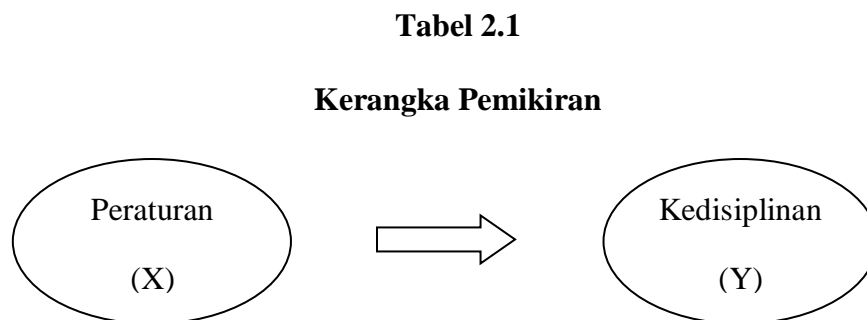 Tabel 2.1
Kerangka Pemikiran
Peraturan
(X)
Kedisiplinan
(Y)